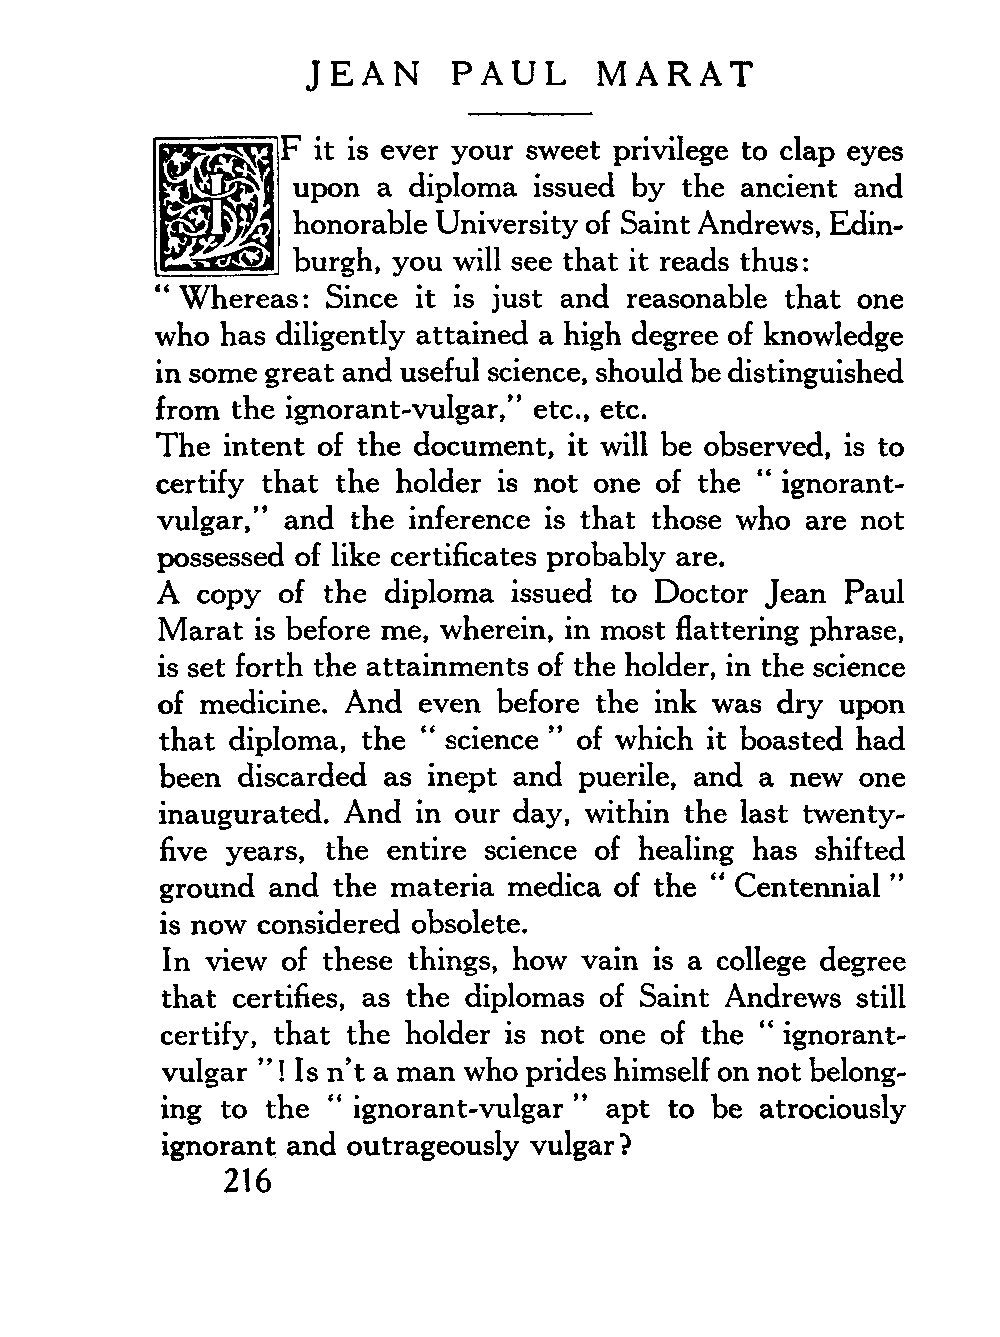 JEAN PAUL MARAT
IF it is ever your sweet privilege to clap eyes
upon a diploma issued by the ancient and
honorable University of Saint Andrews, Edin-
burgh, you will see that it reads thus:
“ Whereas: Since it is just and reasonable that one
who has diligently attained a high degree of knowledge
in some great and useful science, should be distinguished
from the ignorant-vulgar,” etc., etc.
The intent of the document, it will be observed, is to
certify that the holder is not one of the “ ignorant-
vulgar,” and the inference is that those who are not
possessed of like certificates probably are.
A copy of the diploma issued to Doctor Jean Paul
Marat is before me, wherein, in most flattering phrase,
is set forth the attainments of the holder, in the science
of medicine. And even before the ink was dry upon
that diploma, the “ science ” of which it boasted had
been discarded as inept and puerile, and a new one
inaugurated. And in our day, within the last twenty-
five years, the entire science of healing has shifted
ground and the materia medica of the “ Centennial ”
is now considered obsolete.
In view of these things, how vain is a college degree
that certifies, as the diplomas of Saint Andrews still
certify, that the holder is not one of the “ ignorant-
vulgar ”! Is n’t a man who prides himself on not belong-
ing to the “ ignorant-vulgar ” apt to be atrociously
ignorant and outrageously vulgar?
216